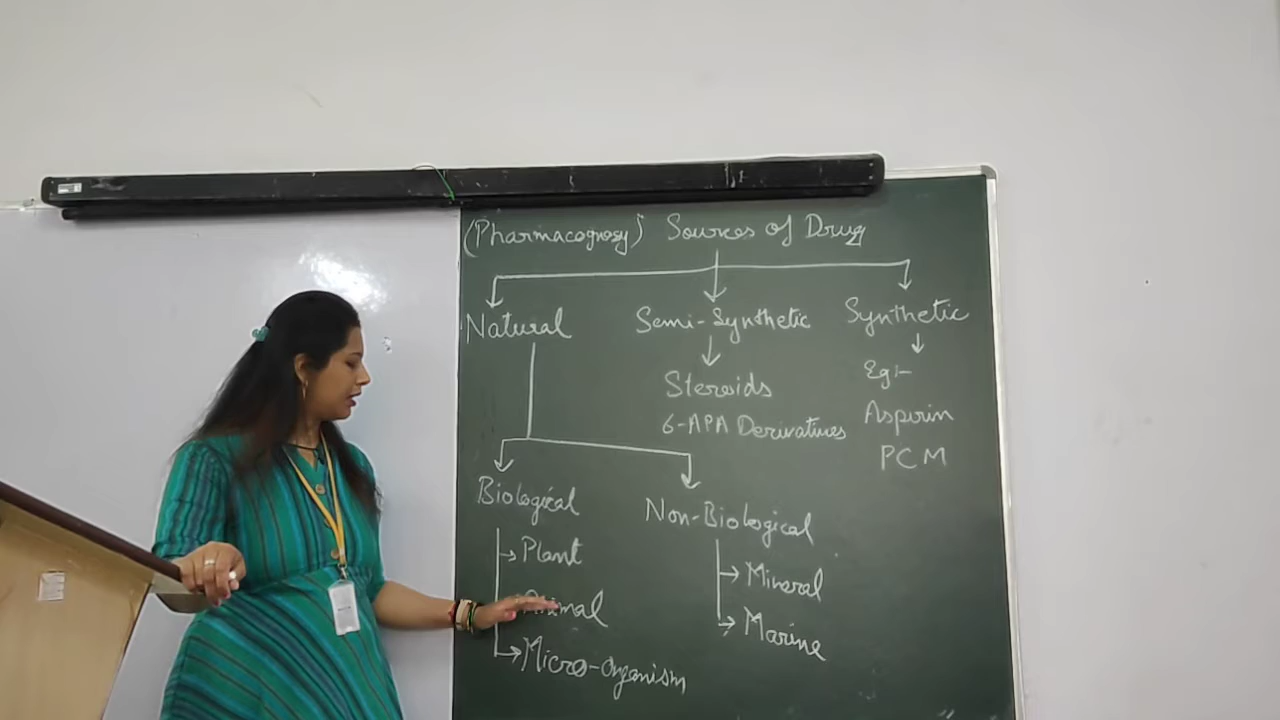 (Pharmacognosy) Sources of Drug
Natural
Semi-Synthetic
Synthetic
Steroids
6-APA Derivatives
Eg:-
Aspirin
PCM
Biological
Non-Biological
Plant
Animal
Micro-organism
Mineral
Marine